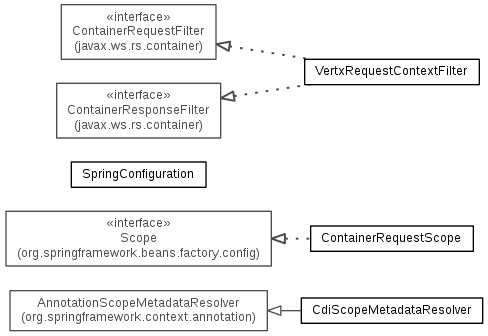 «interface»
ContainerRequestFilter
(javax.ws.rs.container)
VertxRequestContextFilter
«interface»
ContainerResponseFilter
(javax.ws.rs.container)
SpringConfiguration
«interface»
Scope
(org.springframework.beans.factory.config)
ContainerRequestScope
AnnotationScopeMetadataResolver
(org.springframework.context.annotation)
CdiScopeMetadataResolver